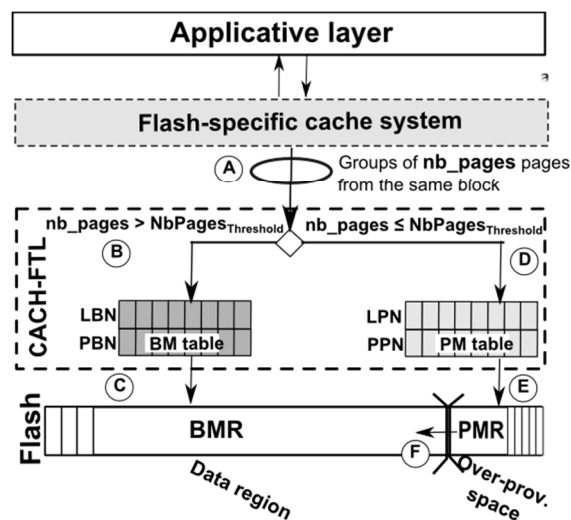 Applicative layer
a
Flash-specific cache system
A
Groups of nb_pages pages
from the same block
nb_pages > NbPagesThreshold
nb_pages ≤ NbPagesThreshold
B
D
CACH-FTL
LBN
PBN
BM table
LPN
PPN
PM table
C
E
Flash
BMR
PMR
F
Data region
Over-prov.
space